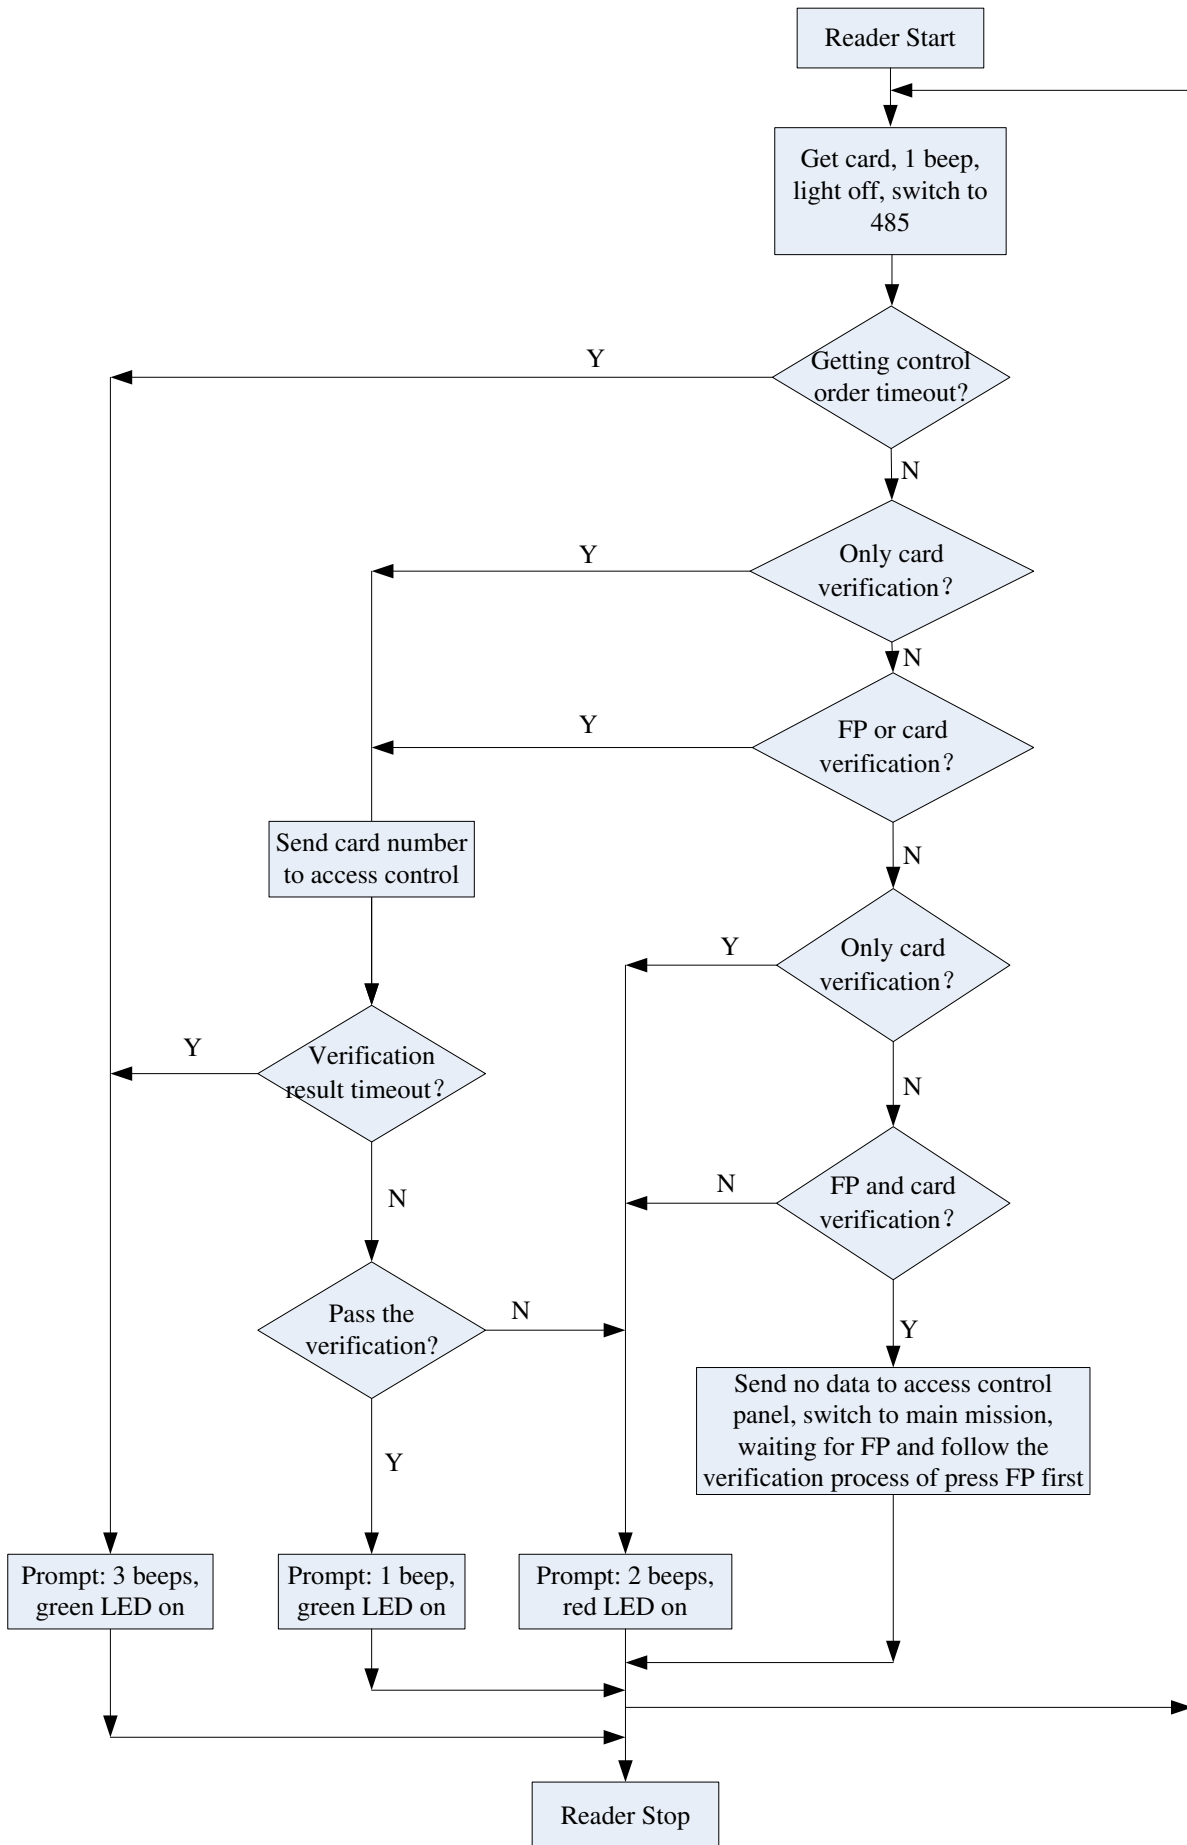 Reader Start
Get card, 1 beep,
light off, switch to
485
Getting control
order timeout?
Y
N
Only card
verification?
Y
N
FP or card
verification?
Y
N
Send card number
to access control
Only card
verification?
Y
N
Verification
result timeout?
Y
N
FP and card
verification?
N
Y
Pass the
verification?
N
Y
Send no data to access control
panel, switch to main mission,
waiting for FP and follow the
verification process of press FP first
Prompt: 3 beeps,
green LED on
Prompt: 1 beep,
green LED on
Prompt: 2 beeps,
red LED on
Reader Stop